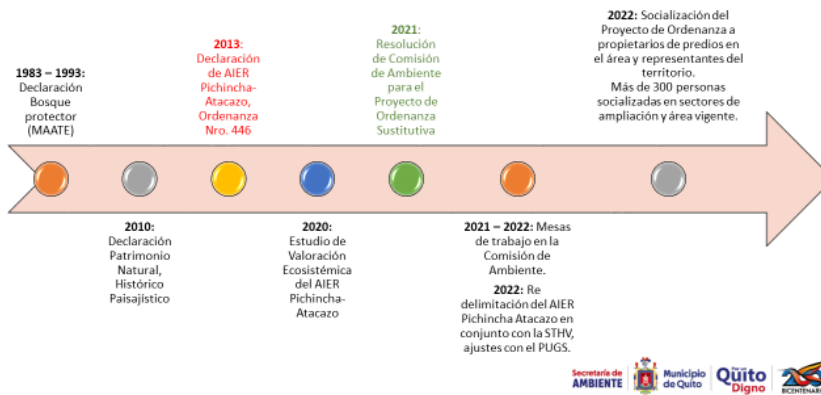 1983 – 1993:
Declaración
Bosque
protector
(MAATE)
2010:
Declaración
Patrimonio
Natural,
Histórico
Paisajístico
2013:
Declaración
de AIER
Pichincha-
Atacazo,
Ordenanza
Nro. 446
2020:
Estudio de
Valoración
Ecosistémica
del AIER
Pichincha-
Atacazo
2021:
Resolución
de Comisión
de Ambiente
para el
Proyecto de
Ordenanza
Sustitutiva
2021 – 2022: Mesas
de trabajo en la
Comisión de
Ambiente.
2022: Re
delimitación del AIER
Pichincha Atacazo en
conjunto con la STHV,
ajustes con el PUGS.
2022: Socialización del
Proyecto de Ordenanza a
propietarios de predios en
el área y representantes del
territorio.
Más de 300 personas
socializadas en sectores de
ampliación y área vigente.
Secretaría de
AMBIENTE
Municipio
de Quito
Quito
Digno
BICENTENARIO